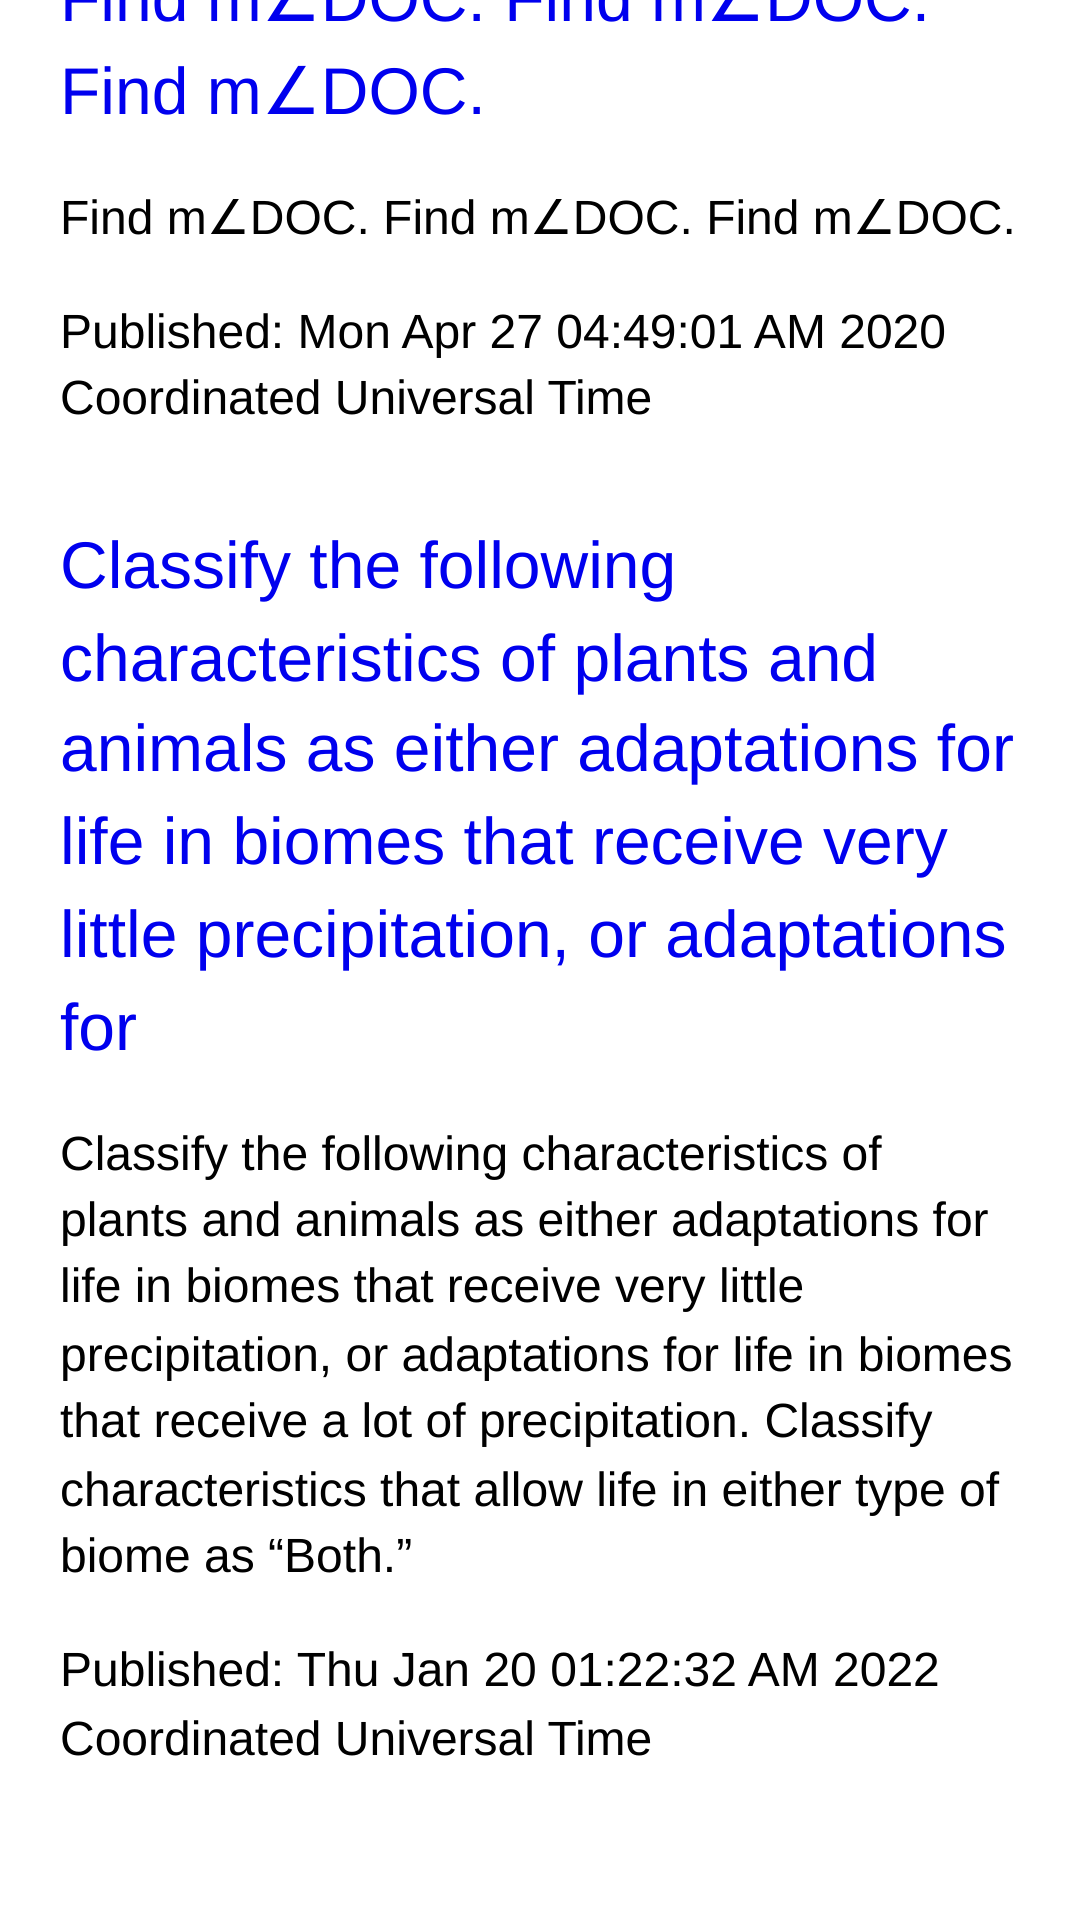 Find m∠DOC. Find m∠DOC.
Find m∠DOC.
Find m∠DOC. Find m∠DOC. Find m∠DOC.
Published: Mon Apr 27 04:49:01 AM 2020
Coordinated Universal Time
Classify the following
characteristics of plants and
animals as either adaptations for
life in biomes that receive very
little precipitation, or adaptations
for
Classify the following characteristics of
plants and animals as either adaptations for
life in biomes that receive very little
precipitation, or adaptations for life in biomes
that receive a lot of precipitation. Classify
characteristics that allow life in either type of
biome as “Both.”
Published: Thu Jan 20 01:22:32 AM 2022
Coordinated Universal Time